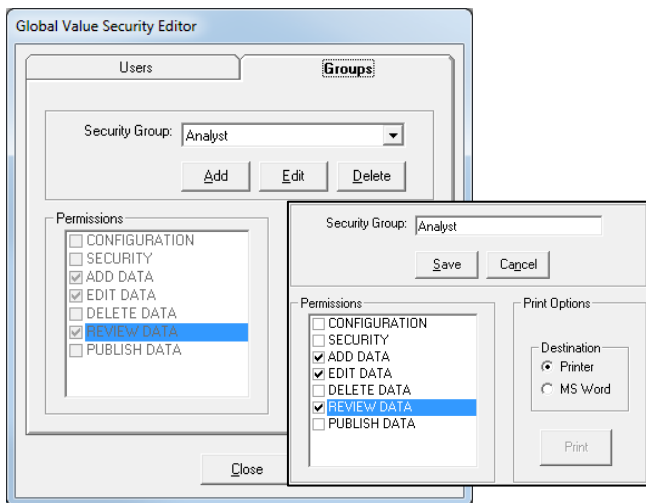 Global Value Security Editor
Users
Groups
Security Group: Analyst
Add Edit Delete
Permissions
CONFIGURATION
SECURITY
ADD DATA
EDIT DATA
DELETE DATA
REVIEW DATA
PUBLISH DATA
Close
Security Group: Analyst
Save Cancel
Permissions
CONFIGURATION
SECURITY
ADD DATA
EDIT DATA
DELETE DATA
REVIEW DATA
PUBLISH DATA
Print Options
Destination
Printer
MS Word
Print